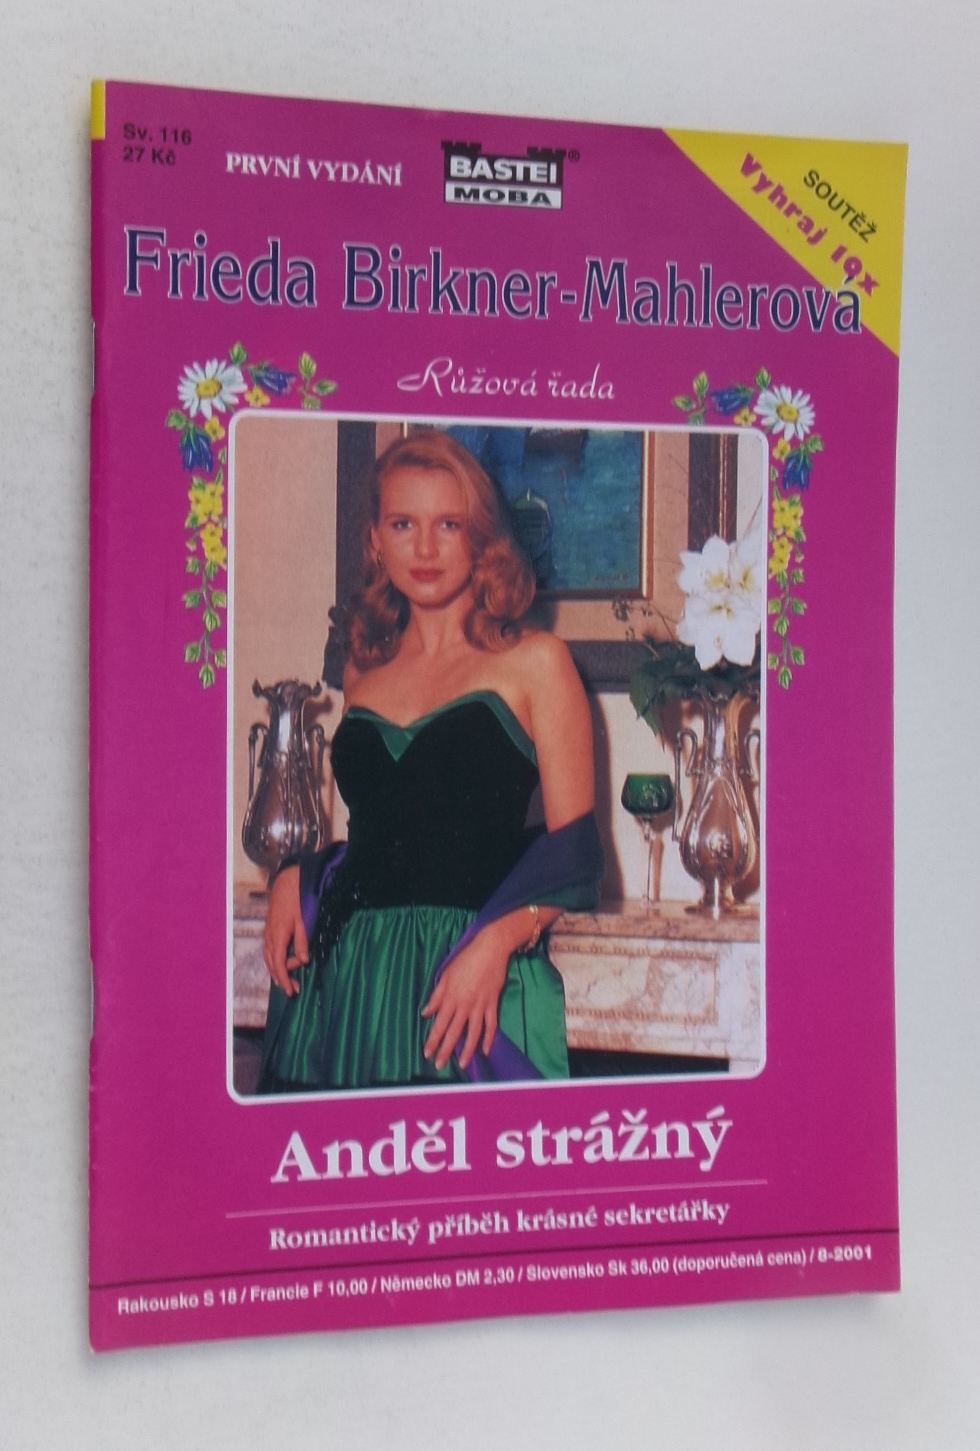 Sv. 116
27 Kč
PRVNÍ VYDÁNÍ
BASTEI®
MOBA
SOUTĚŽ
Vyhraj 10x
Frieda Birkner-Mahlerová
Růžová řada
Anděl strážný
Romantický příběh krásné sekretářky
Rakousko S 18 / Francie F 10,00 / Německo DM 2,30 / Slovensko Sk 36,00 (doporučená cena) / 8-2001